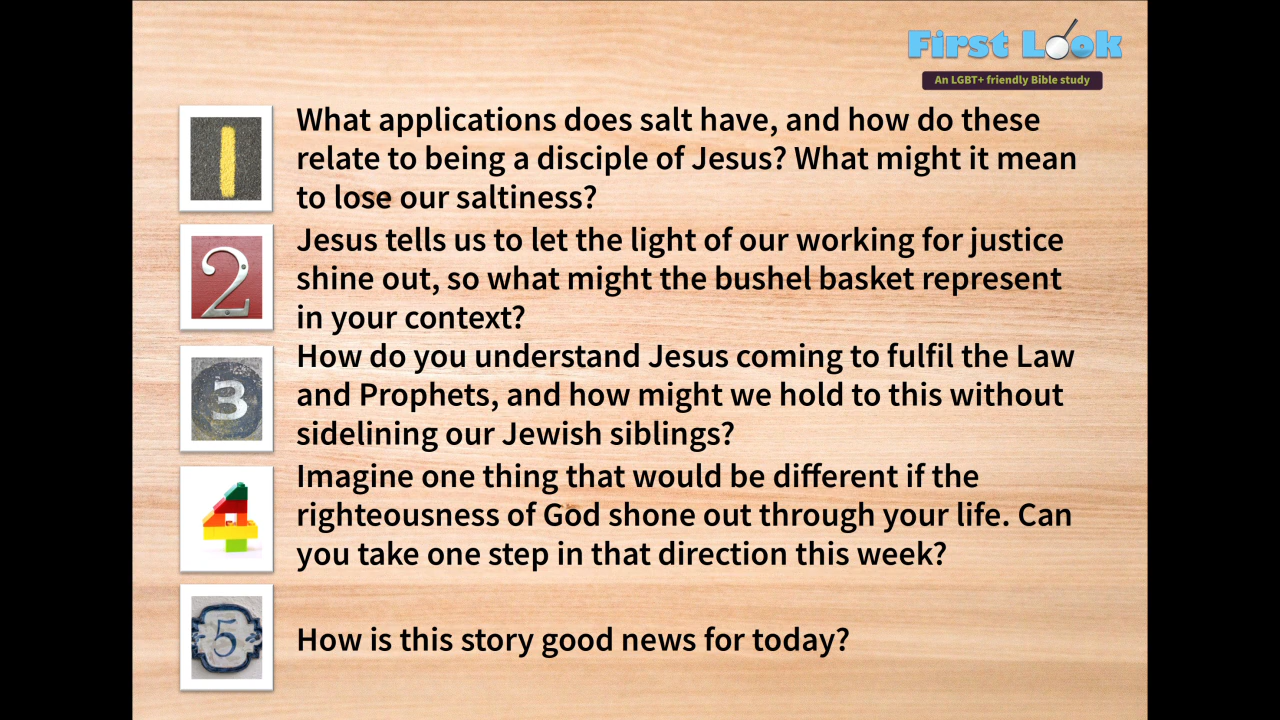 First Look
An LGBT+ friendly Bible study
1
What applications does salt have, and how do these
relate to being a disciple of Jesus? What might it mean
to lose our saltiness?
2
Jesus tells us to let the light of our working for justice
shine out, so what might the bushel basket represent
in your context?
3
How do you understand Jesus coming to fulfil the Law
and Prophets, and how might we hold to this without
sidelining our Jewish siblings?
4
Imagine one thing that would be different if the
righteousness of God shone out through your life. Can
you take one step in that direction this week?
5
How is this story good news for today?